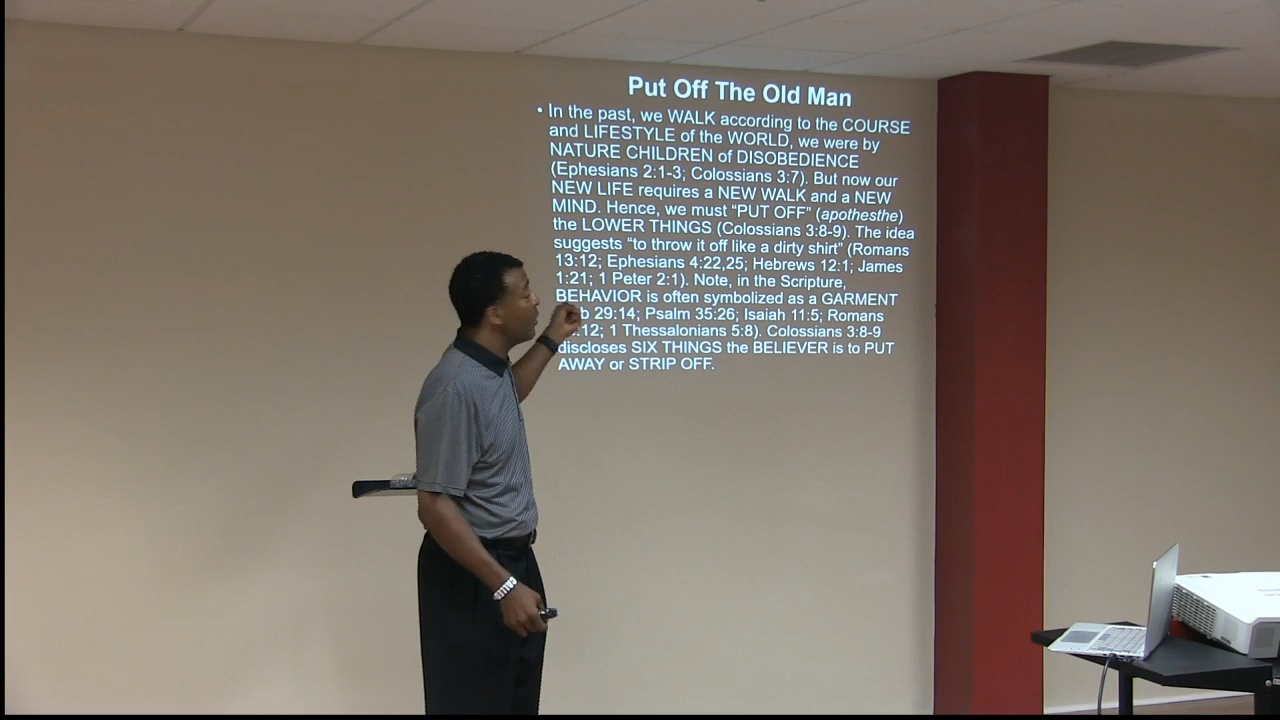 Put Off The Old Man
• In the past, we WALK according to the COURSE
and LIFESTYLE of the WORLD, we were by
NATURE CHILDREN of DISOBEDIENCE
(Ephesians 2:1-3; Colossians 3:7). But now our
NEW LIFE requires a NEW WALK and a NEW
MIND. Hence, we must “PUT OFF” (apothesthe)
the LOWER THINGS (Colossians 3:8-9). The idea
suggests “to throw it off like a dirty shirt” (Romans
13:12; Ephesians 4:22,25; Hebrews 12:1; James
1:21; 1 Peter 2:1). Note, in the Scripture,
BEHAVIOR is often symbolized as a GARMENT
29:14; Psalm 35:26; Isaiah 11:5; Romans
:12; 1 Thessalonians 5:8). Colossians 3:8-9
discloses SIX THINGS the BELIEVER is to PUT
AWAY or STRIP OFF.